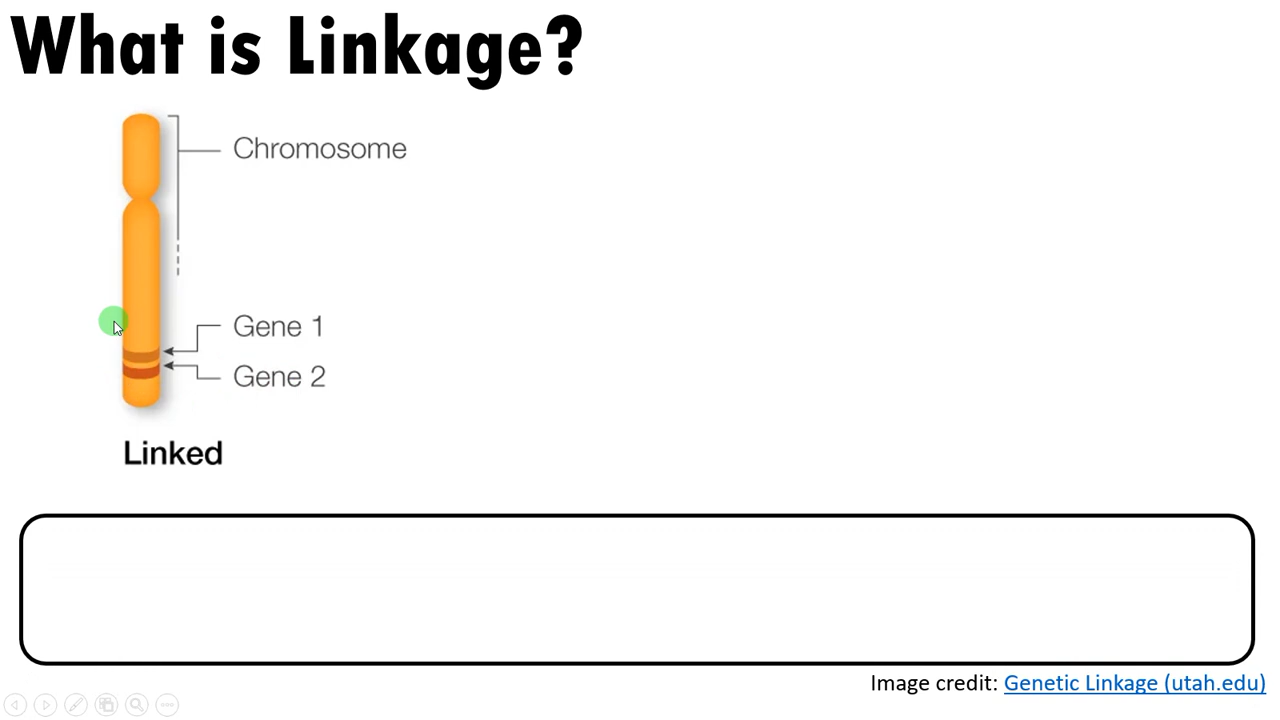 What is Linkage?
Chromosome
Gene 1
Gene 2
Linked
Image credit: Genetic Linkage (utah.edu)